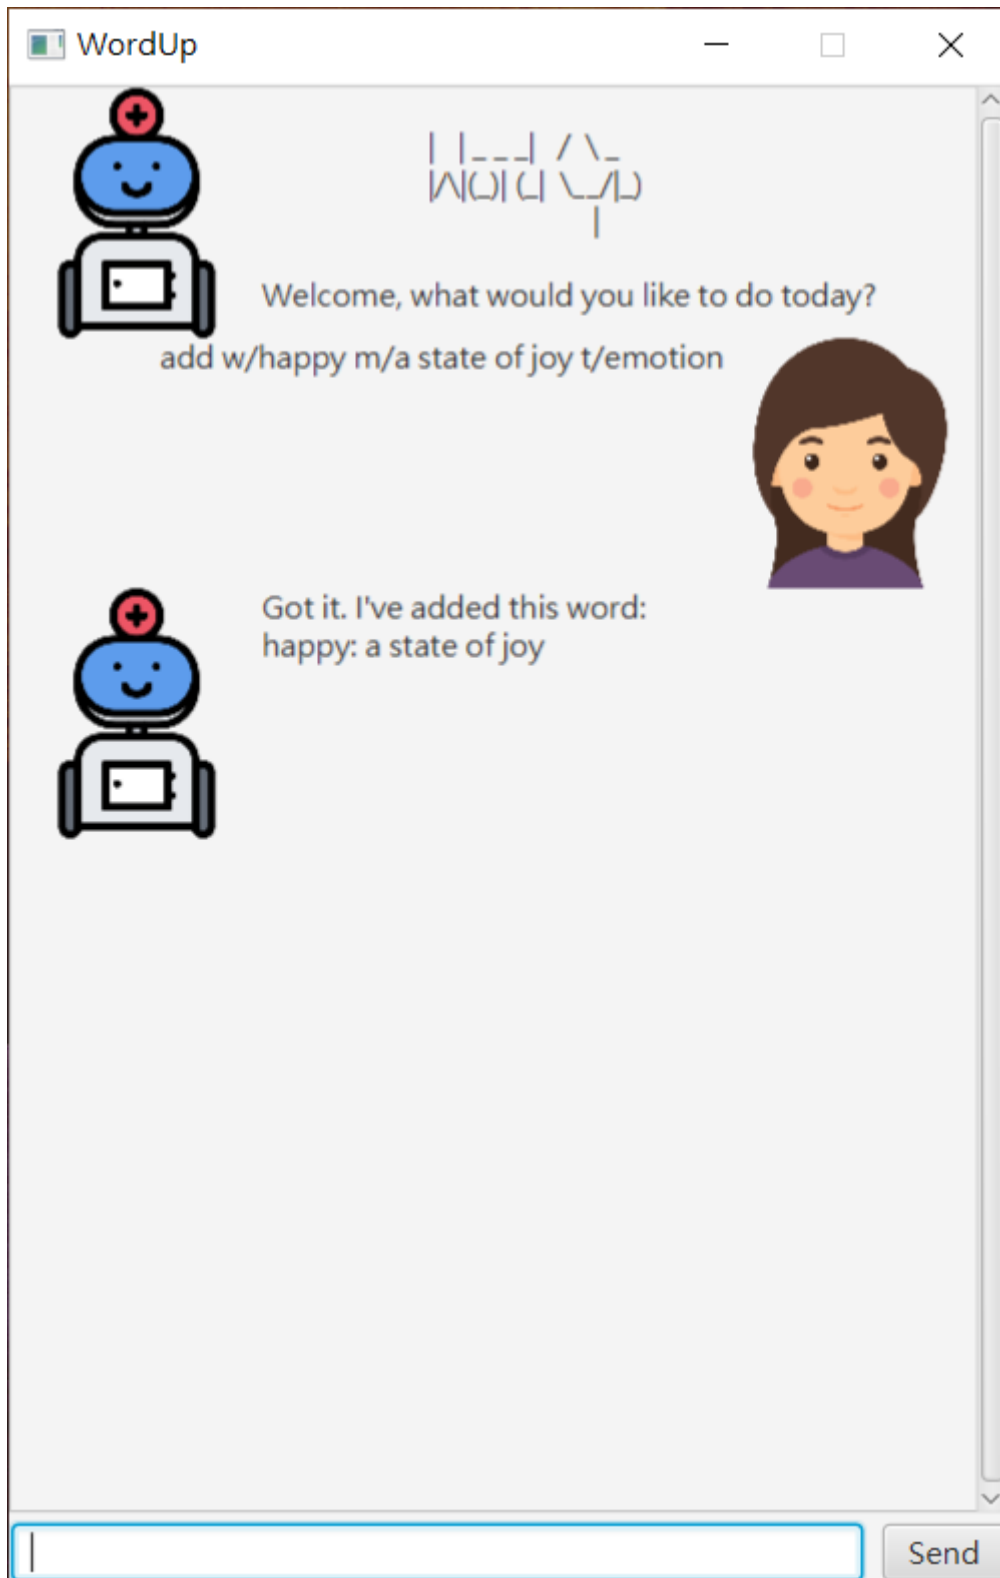 WordUp
|  |_ _ _|  /  \ _
|/\|(_)| (_|  \__/|_)
|
Welcome, what would you like to do today?
add w/happy m/a state of joy t/emotion
Got it. I've added this word:
happy: a state of joy
Send